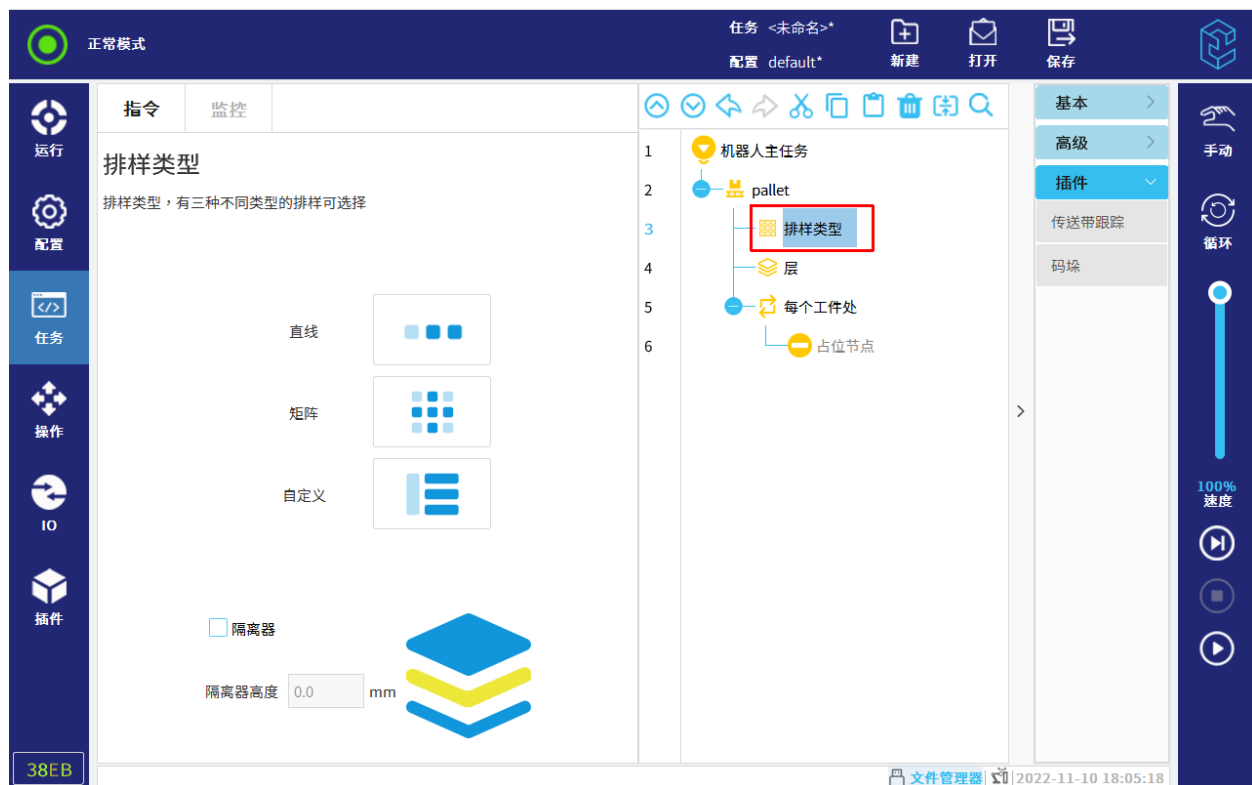 正常模式
任务 <未命名>*
配置 default*
新建
打开
保存
运行
配置
任务
操作
IO
插件
38EB
指令
监控
排样类型
排样类型，有三种不同类型的排样可选择
直线
矩阵
自定义
隔离器
隔离器高度 0.0 mm
1 机器人主任务
2 pallet
3 排样类型
4 层
5 每个工件处
6 占位节点
基本
高级
插件
传送带跟踪
码垛
手动
循环
100%
速度
文件管理器
2022-11-10 18:05:18